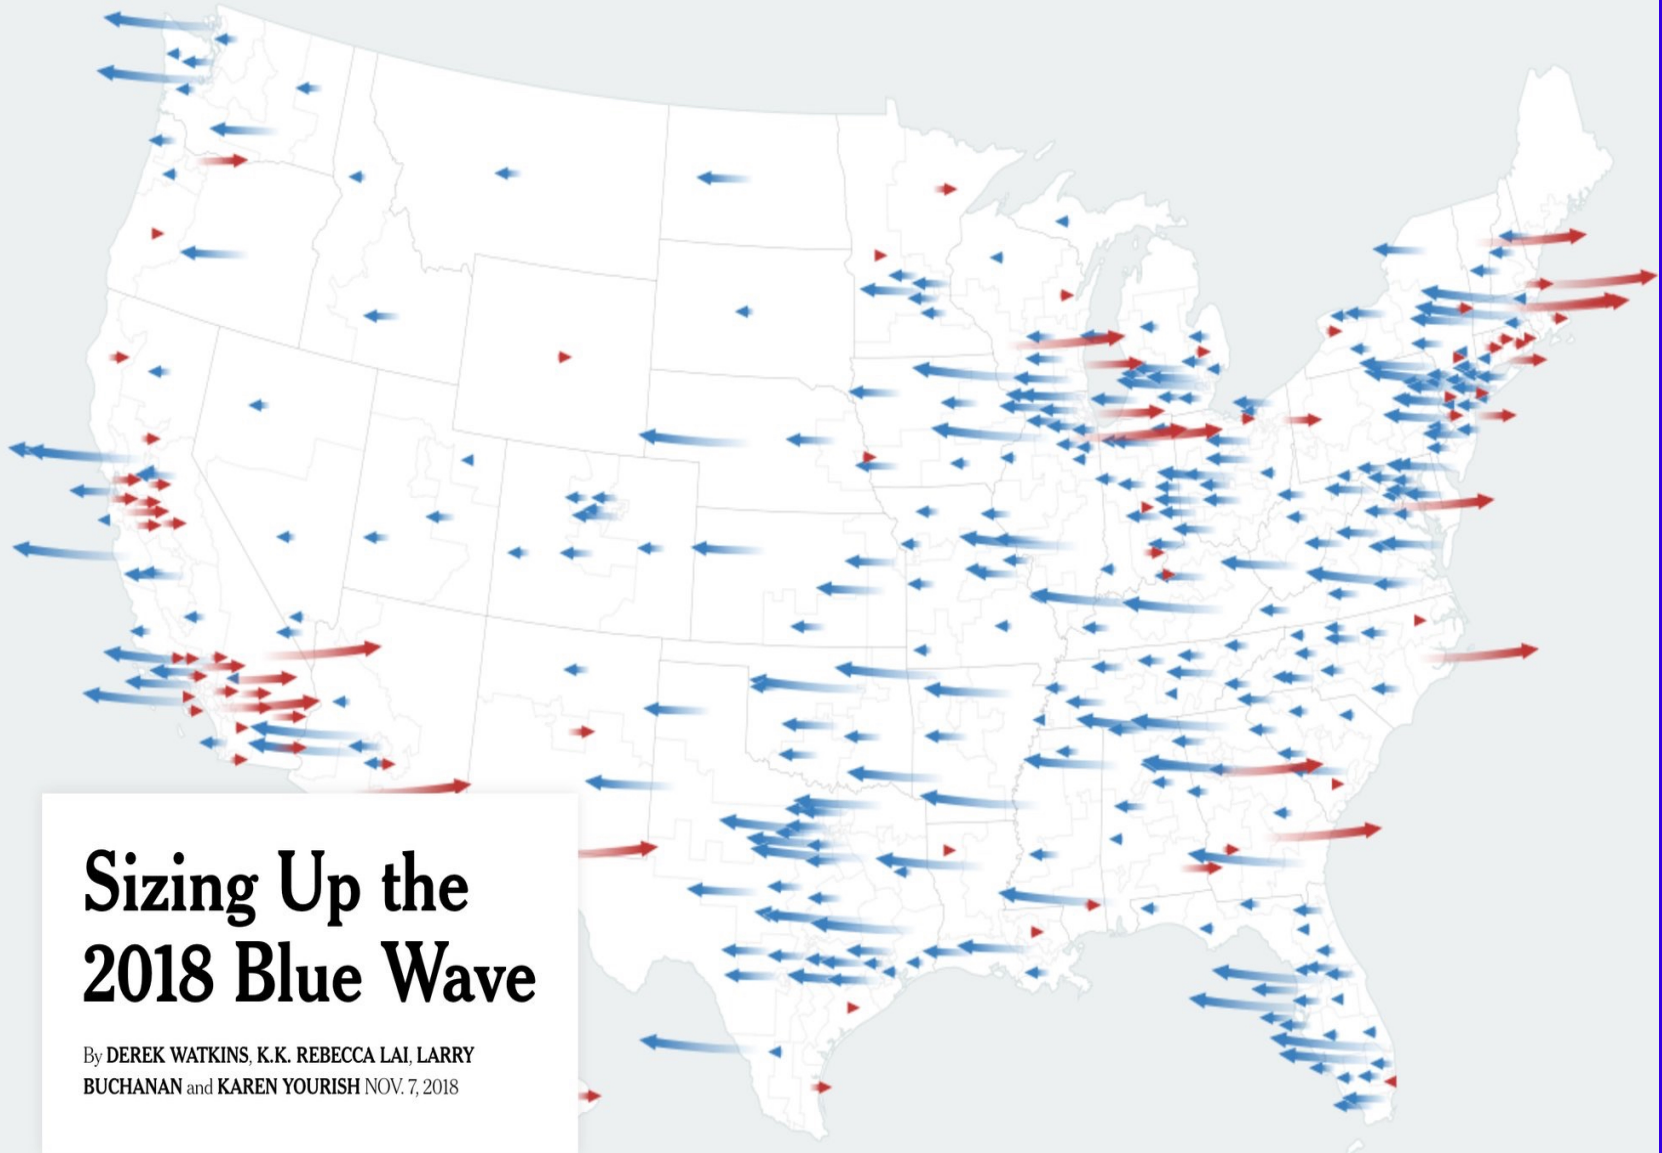 Sizing Up the
2018 Blue Wave
By DEREK WATKINS, K.K. REBECCA LAI, LARRY
BUCHANAN and KAREN YOURISH NOV. 7, 2018